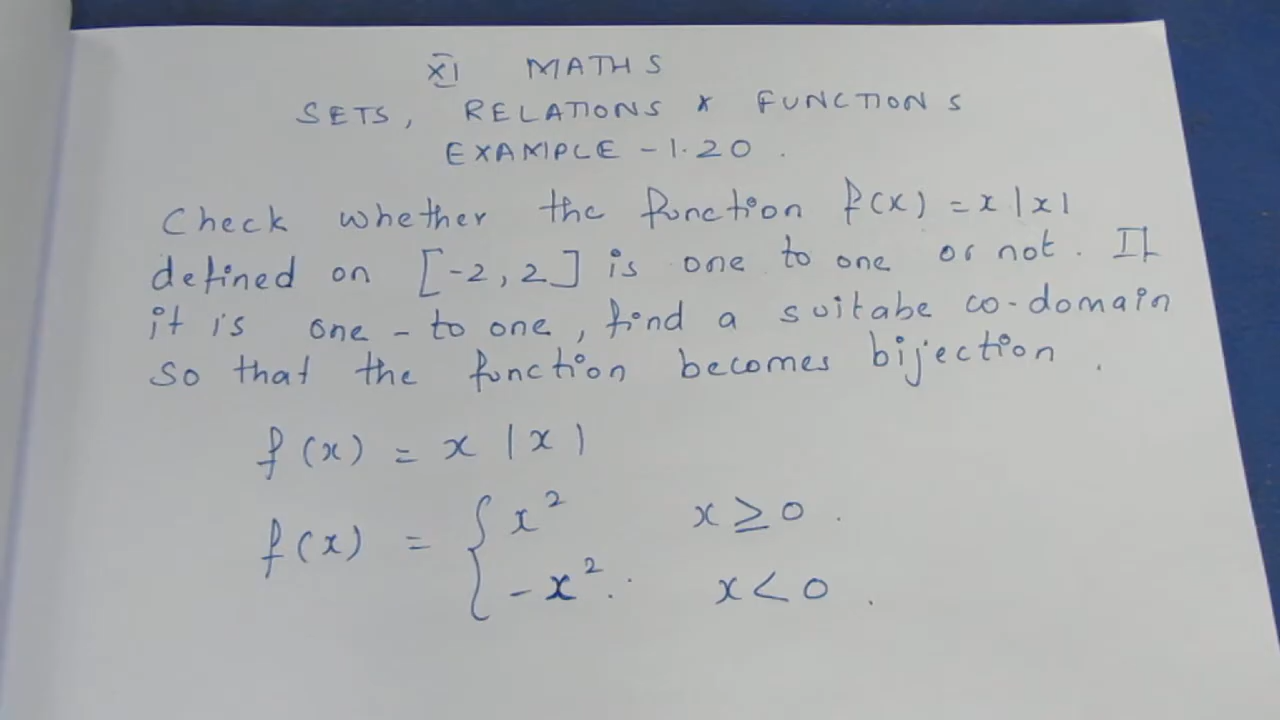 XI MATHS
SETS, RELATIONS & FUNCTIONS
EXAMPLE - 1.20.
Check whether the function f(x) = x|x|
defined on [-2, 2] is one to one or not. If
it is one-to one, find a suitabe co-domain
so that the function becomes bijection.
f(x) = x |x|
f(x) = { x² x ≥ 0.
-x². x < 0.